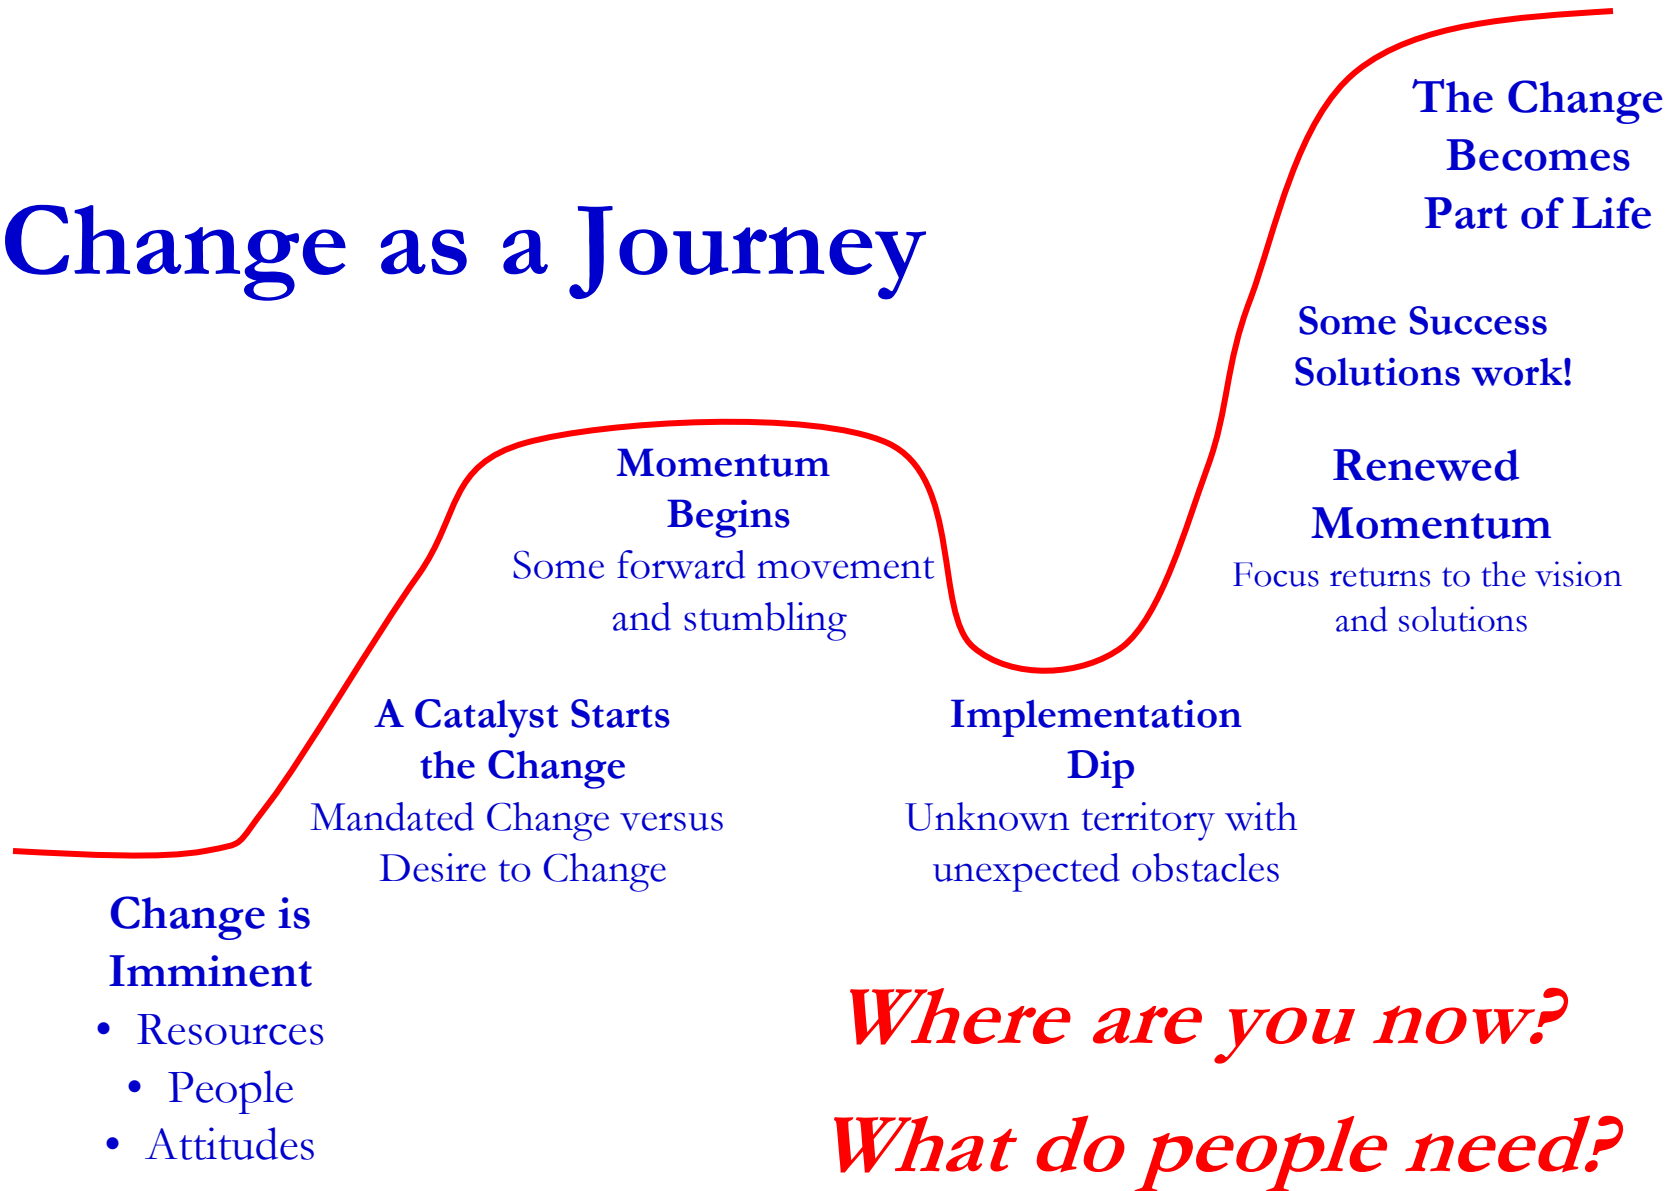 Change as a Journey
Change is
Imminent
• Resources
• People
• Attitudes
A Catalyst Starts
the Change
Mandated Change versus
Desire to Change
Momentum
Begins
Some forward movement
and stumbling
Implementation
Dip
Unknown territory with
unexpected obstacles
Renewed
Momentum
Focus returns to the vision
and solutions
Some Success
Solutions work!
The Change
Becomes
Part of Life
Where are you now?
What do people need?